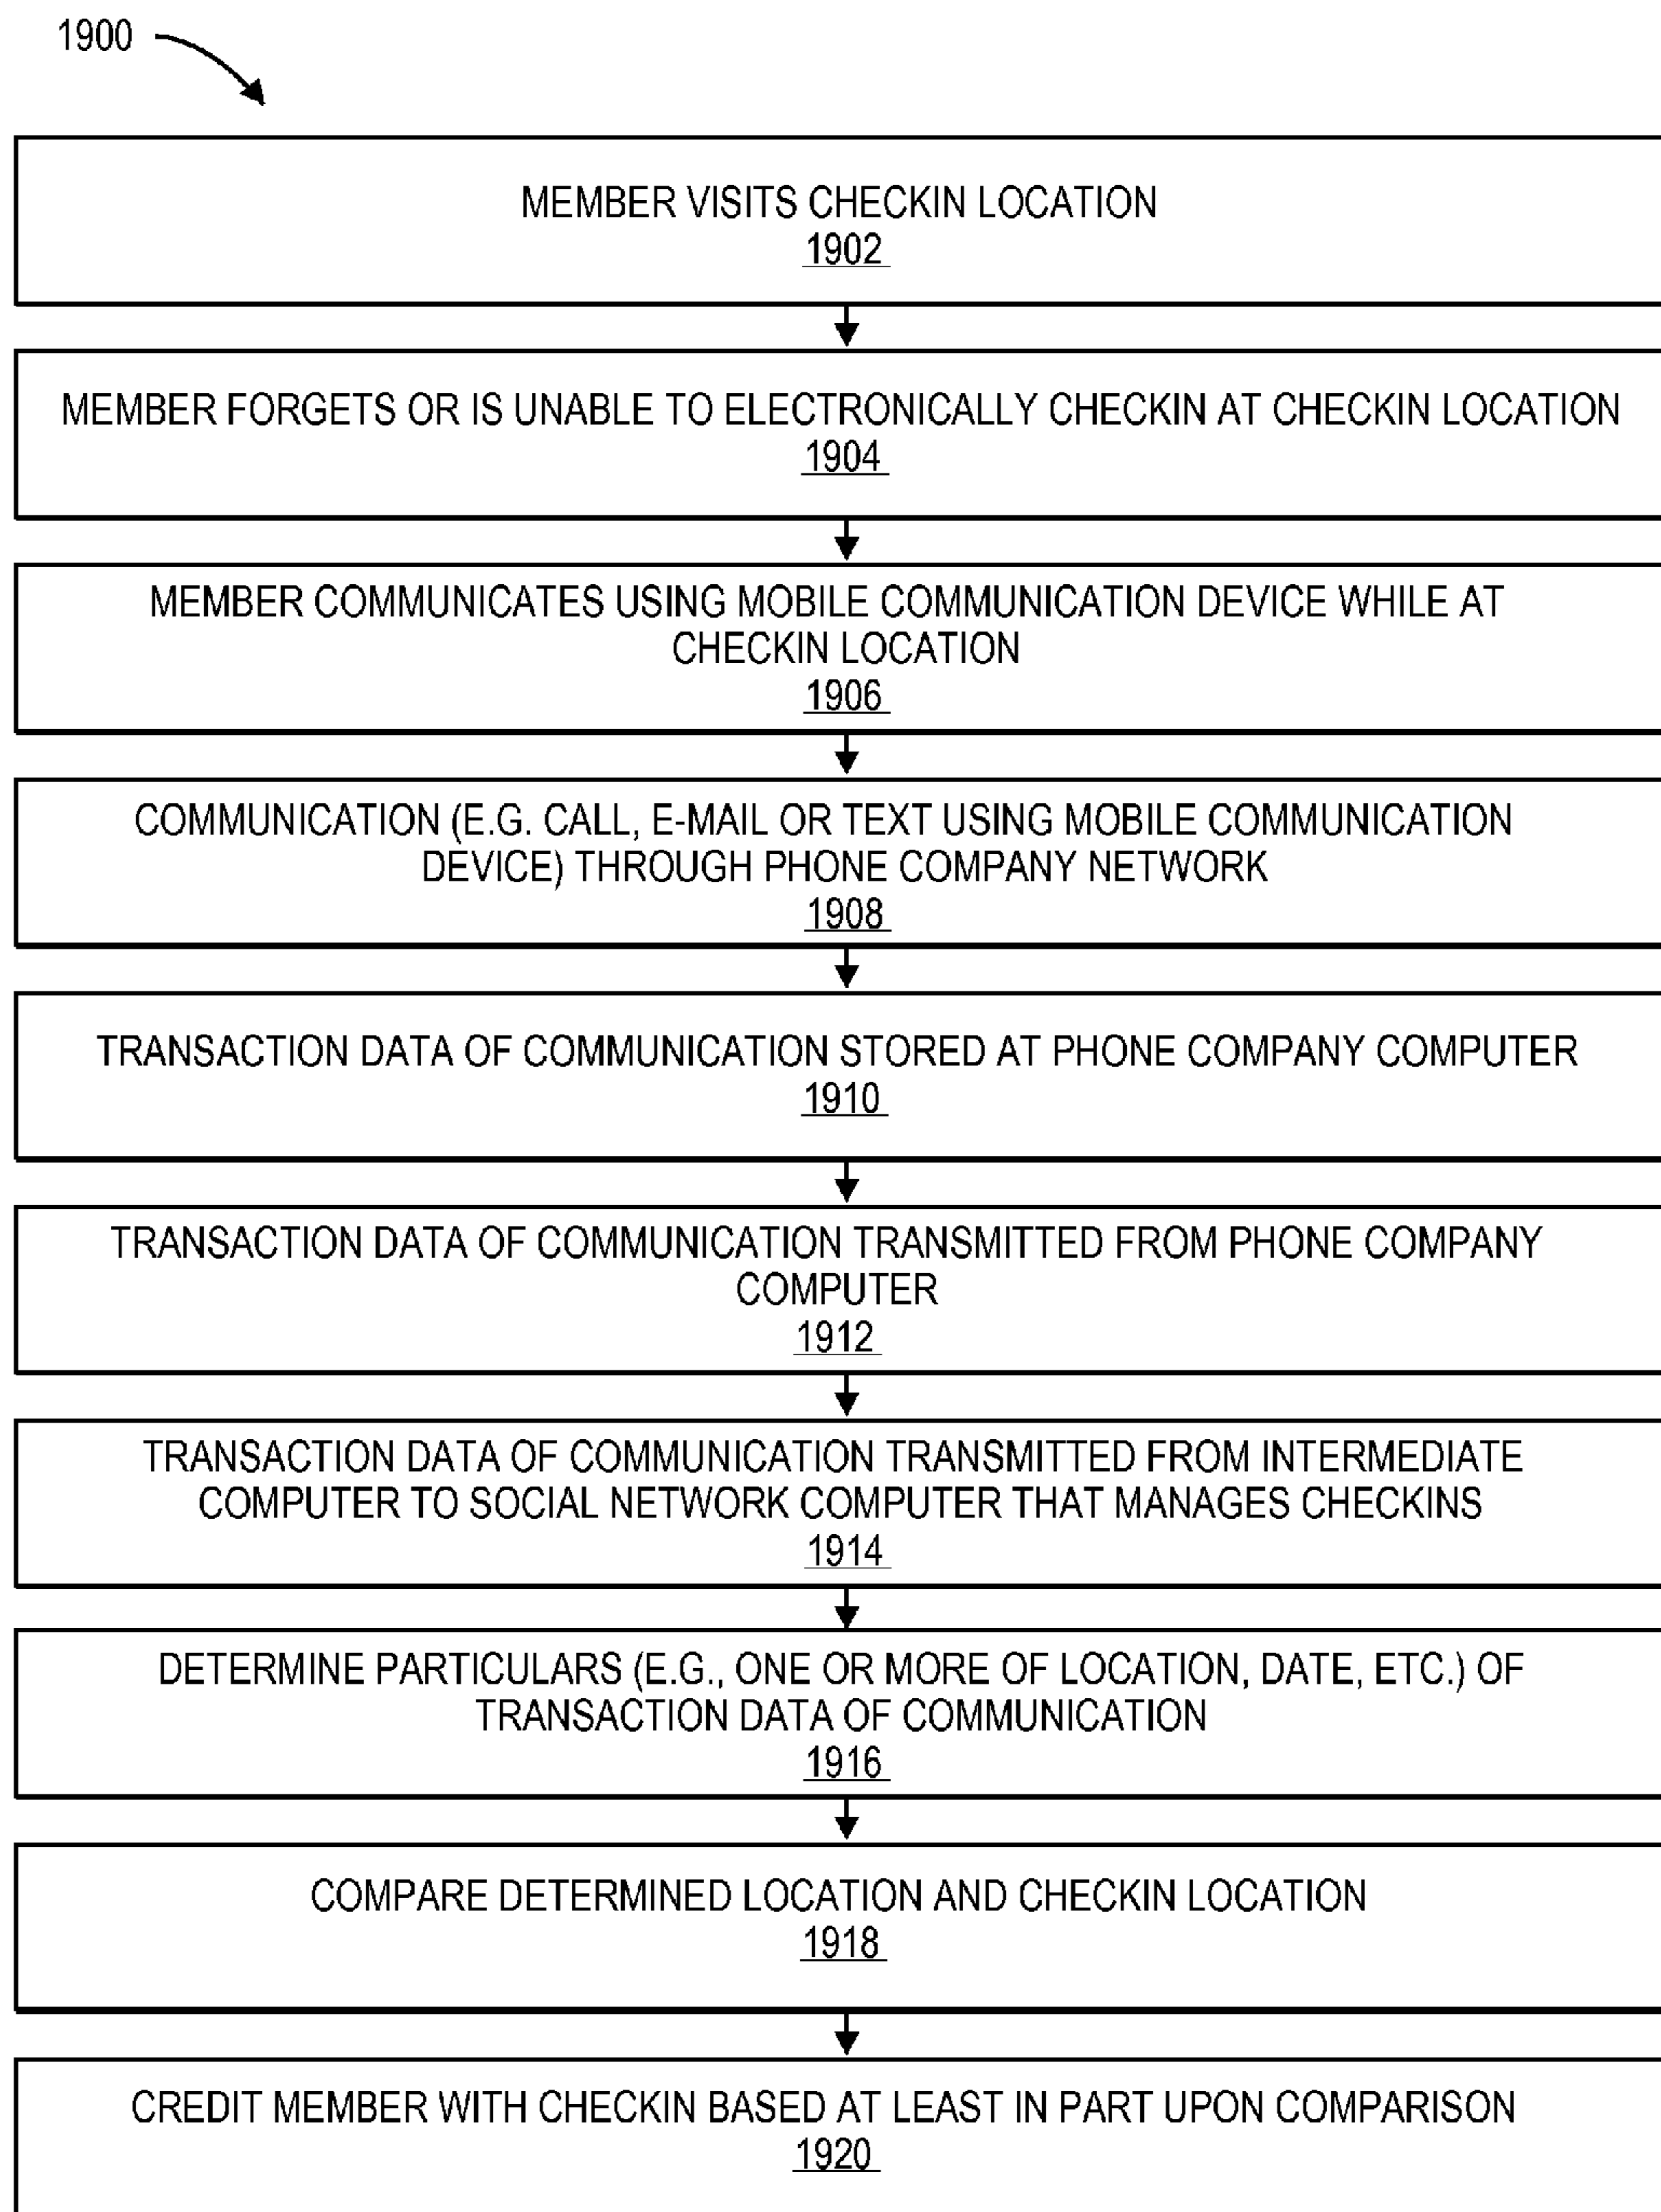 1900
MEMBER VISITS CHECKIN LOCATION
1902
MEMBER FORGETS OR IS UNABLE TO ELECTRONICALLY CHECKIN AT CHECKIN LOCATION
1904
MEMBER COMMUNICATES USING MOBILE COMMUNICATION DEVICE WHILE AT
CHECKIN LOCATION
1906
COMMUNICATION (E.G. CALL, E-MAIL OR TEXT USING MOBILE COMMUNICATION
DEVICE) THROUGH PHONE COMPANY NETWORK
1908
TRANSACTION DATA OF COMMUNICATION STORED AT PHONE COMPANY COMPUTER
1910
TRANSACTION DATA OF COMMUNICATION TRANSMITTED FROM PHONE COMPANY
COMPUTER
1912
TRANSACTION DATA OF COMMUNICATION TRANSMITTED FROM INTERMEDIATE
COMPUTER TO SOCIAL NETWORK COMPUTER THAT MANAGES CHECKINS
1914
DETERMINE PARTICULARS (E.G., ONE OR MORE OF LOCATION, DATE, ETC.) OF
TRANSACTION DATA OF COMMUNICATION
1916
COMPARE DETERMINED LOCATION AND CHECKIN LOCATION
1918
CREDIT MEMBER WITH CHECKIN BASED AT LEAST IN PART UPON COMPARISON
1920